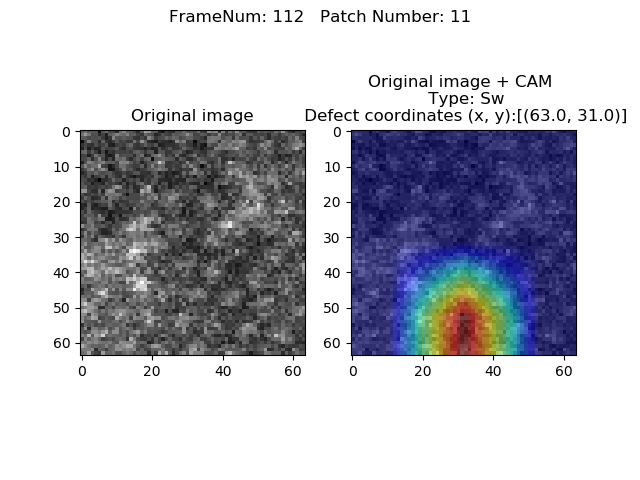 FrameNum: 112   Patch Number: 11
Original image
Original image + CAM
Type: Sw
Defect coordinates (x, y):[(63.0, 31.0)]
0
10
20
30
40
50
60
0 20 40 60
0
10
20
30
40
50
60
0 20 40 60